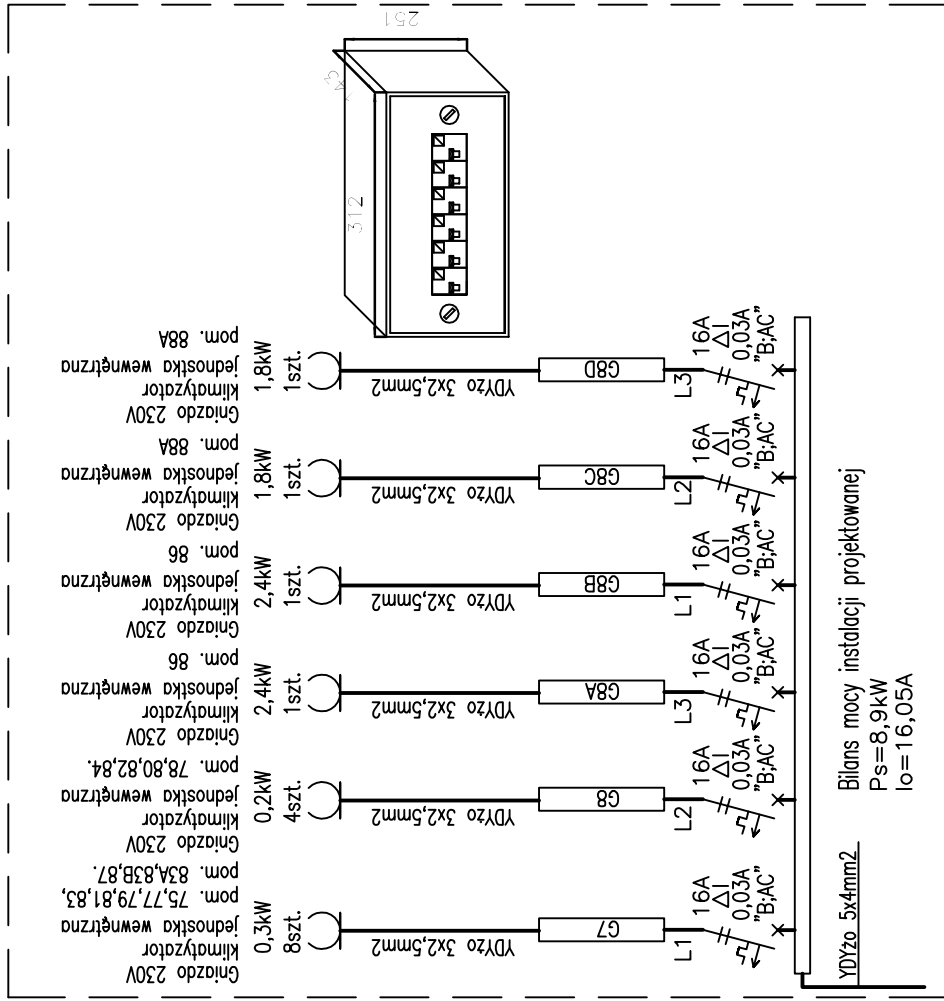 251
43
312
Gniazdo 230V
klimatyzator
jednostka wewnętrzna
pom. 75,77,79,81,83,
83A,83B,87.
0,3kW
8szt.
YDYżo 3x2,5mm2
G7
L1
16A
ΔI
0,03A
"B;AC"
Gniazdo 230V
klimatyzator
jednostka wewnętrzna
pom. 78,80,82,84.
0,2kW
4szt.
YDYżo 3x2,5mm2
G8
L2
16A
ΔI
0,03A
"B;AC"
Gniazdo 230V
klimatyzator
jednostka wewnętrzna
pom. 86
2,4kW
1szt.
YDYżo 3x2,5mm2
G8A
L3
16A
ΔI
0,03A
"B;AC"
Gniazdo 230V
klimatyzator
jednostka wewnętrzna
pom. 86
2,4kW
1szt.
YDYżo 3x2,5mm2
G8B
L1
16A
ΔI
0,03A
"B;AC"
Gniazdo 230V
klimatyzator
jednostka wewnętrzna
pom. 88A
1,8kW
1szt.
YDYżo 3x2,5mm2
G8C
L2
16A
ΔI
0,03A
"B;AC"
Gniazdo 230V
klimatyzator
jednostka wewnętrzna
pom. 88A
1,8kW
1szt.
YDYżo 3x2,5mm2
G8D
L3
16A
ΔI
0,03A
"B;AC"
YDYżo 5x4mm2
Bilans mocy instalacji projektowanej
Ps=8,9kW
Io=16,05A